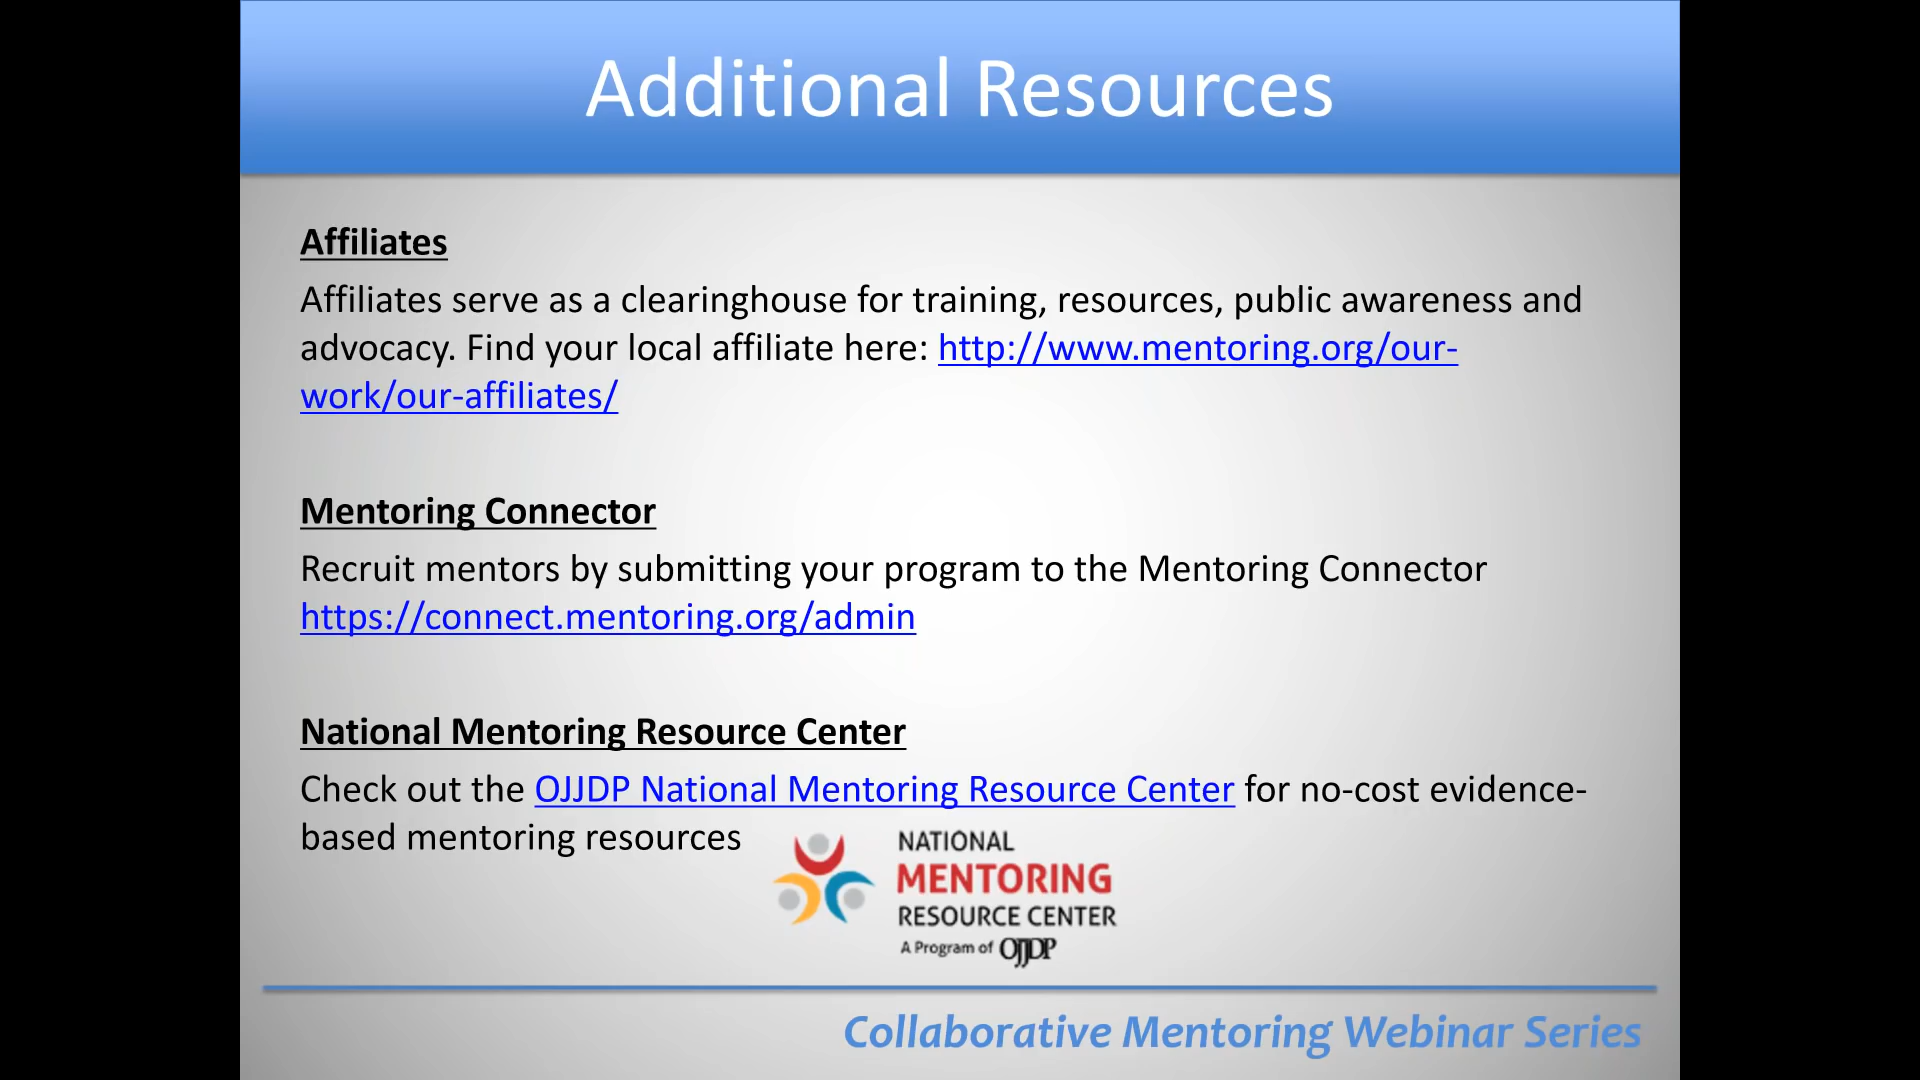 Additional Resources
Affiliates
Affiliates serve as a clearinghouse for training, resources, public awareness and
advocacy. Find your local affiliate here: http://www.mentoring.org/our-
work/our-affiliates/
Mentoring Connector
Recruit mentors by submitting your program to the Mentoring Connector
https://connect.mentoring.org/admin
National Mentoring Resource Center
Check out the OJJDP National Mentoring Resource Center for no-cost evidence-
based mentoring resources
NATIONAL
MENTORING
RESOURCE CENTER
A Program of OJJDP
Collaborative Mentoring Webinar Series